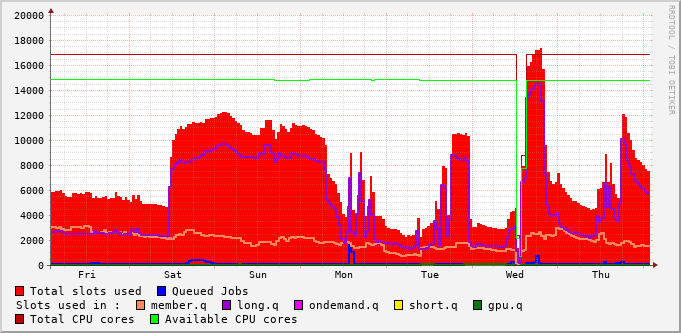 20000
18000
16000
14000
12000
10000
8000
6000
4000
2000
0
Fri Sat Sun Mon Tue Wed Thu
RRDTOOL / TOBI OETIKER
Total slots used Queued Jobs
Slots used in : member.q long.q ondemand.q short.q gpu.q
Total CPU cores Available CPU cores